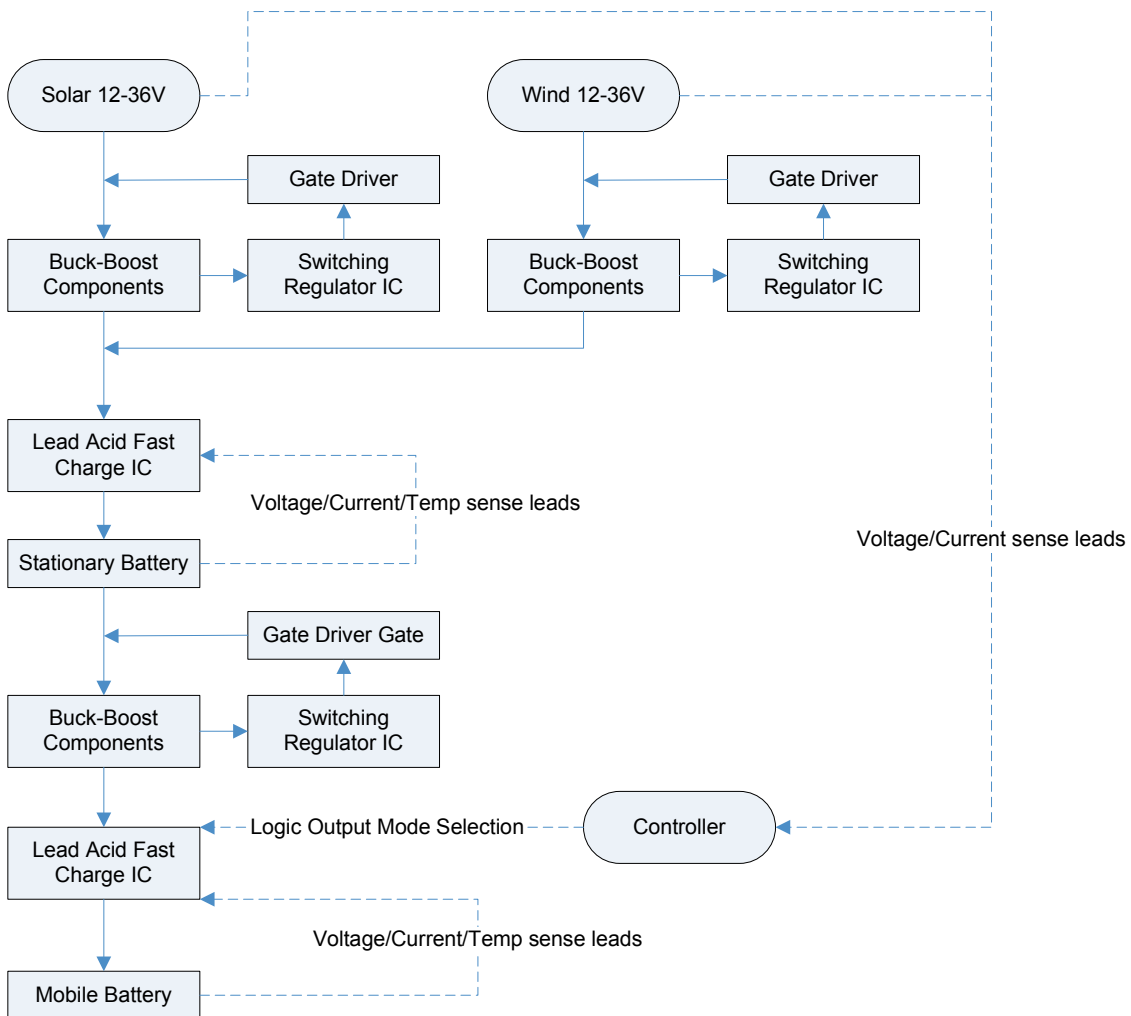 Solar 12-36V
Wind 12-36V
Gate Driver
Gate Driver
Buck-Boost
Components
Switching
Regulator IC
Buck-Boost
Components
Switching
Regulator IC
Lead Acid Fast
Charge IC
Voltage/Current/Temp sense leads
Voltage/Current sense leads
Stationary Battery
Gate Driver Gate
Buck-Boost
Components
Switching
Regulator IC
Logic Output Mode Selection
Controller
Lead Acid Fast
Charge IC
Voltage/Current/Temp sense leads
Mobile Battery